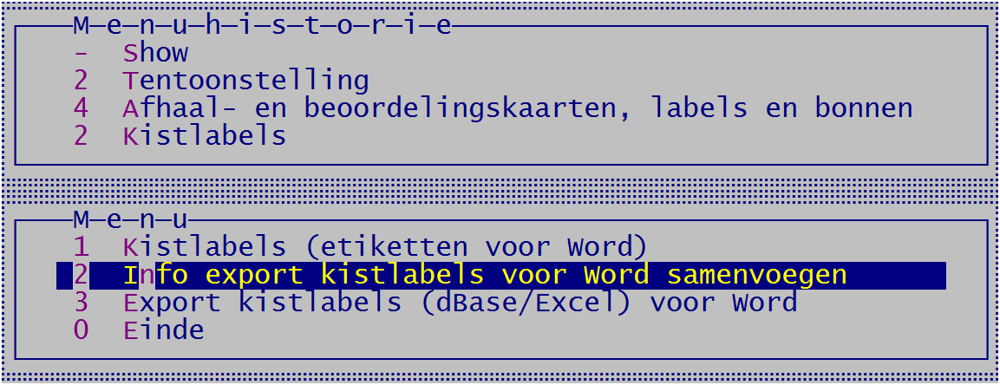 M—e—n—u—h—i—s—t—o—r—i—e
- Show
2 Tentoonstelling
4 Afhaal- en beoordelingskaarten, labels en bonnen
2 Kistlabels
M—e—n—u
1 Kistlabels (etiketten voor Word)
2 Info export kistlabels voor Word samenvoegen
3 Export kistlabels (dBase/Excel) voor Word
0 Einde